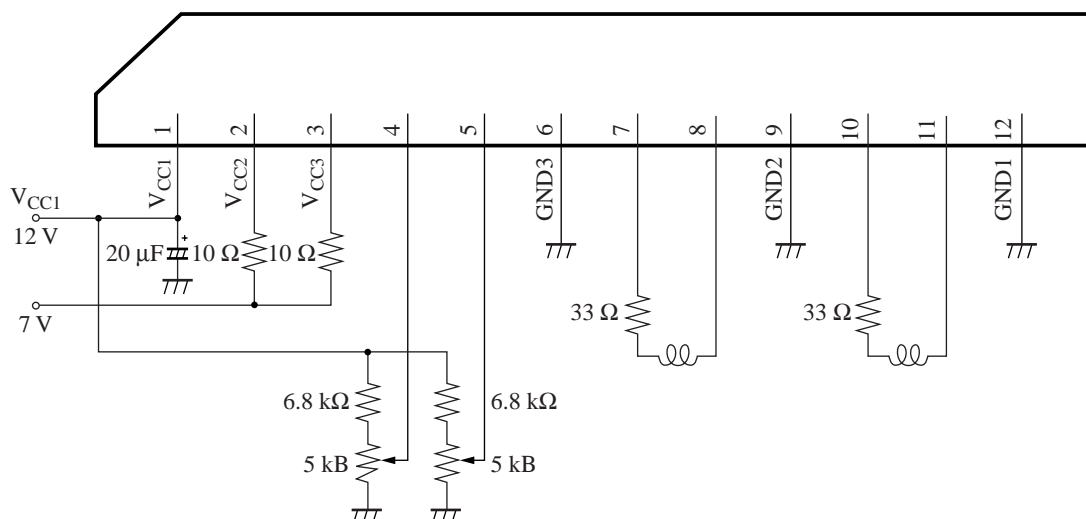 1 2 3 4 5 6 7 8 9 10 11 12
VCC1 VCC2 VCC3 GND3 GND2 GND1
VCC1
12 V
20 μF 10 Ω 10 Ω
7 V
33 Ω 33 Ω
6.8 kΩ 6.8 kΩ
5 kB 5 kB